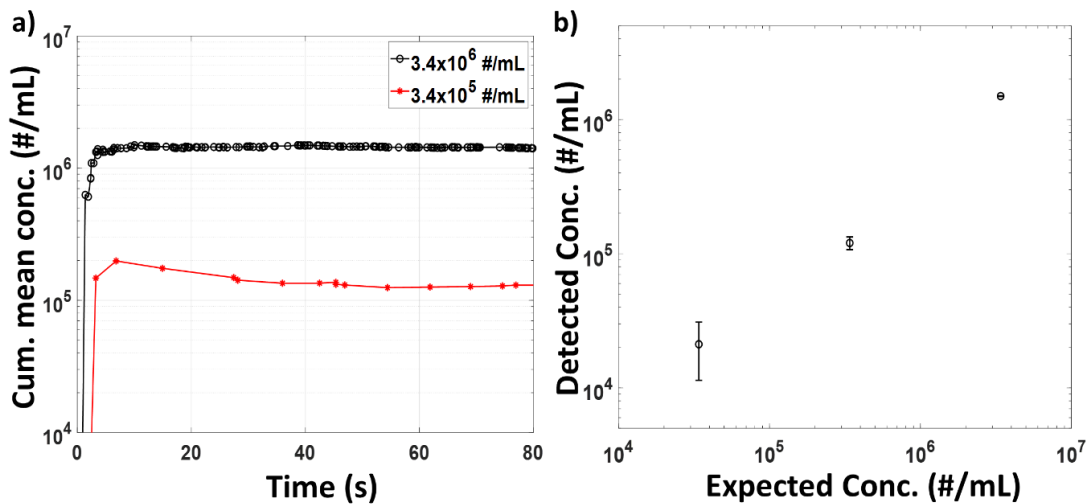 a)
Cum. mean conc. (#/mL)
10^7
10^6
10^5
10^4
0
20
40
60
80
Time (s)
3.4x10^6 #/mL
3.4x10^5 #/mL
b)
Detected Conc. (#/mL)
10^6
10^5
10^4
10^4
10^5
10^6
10^7
Expected Conc. (#/mL)